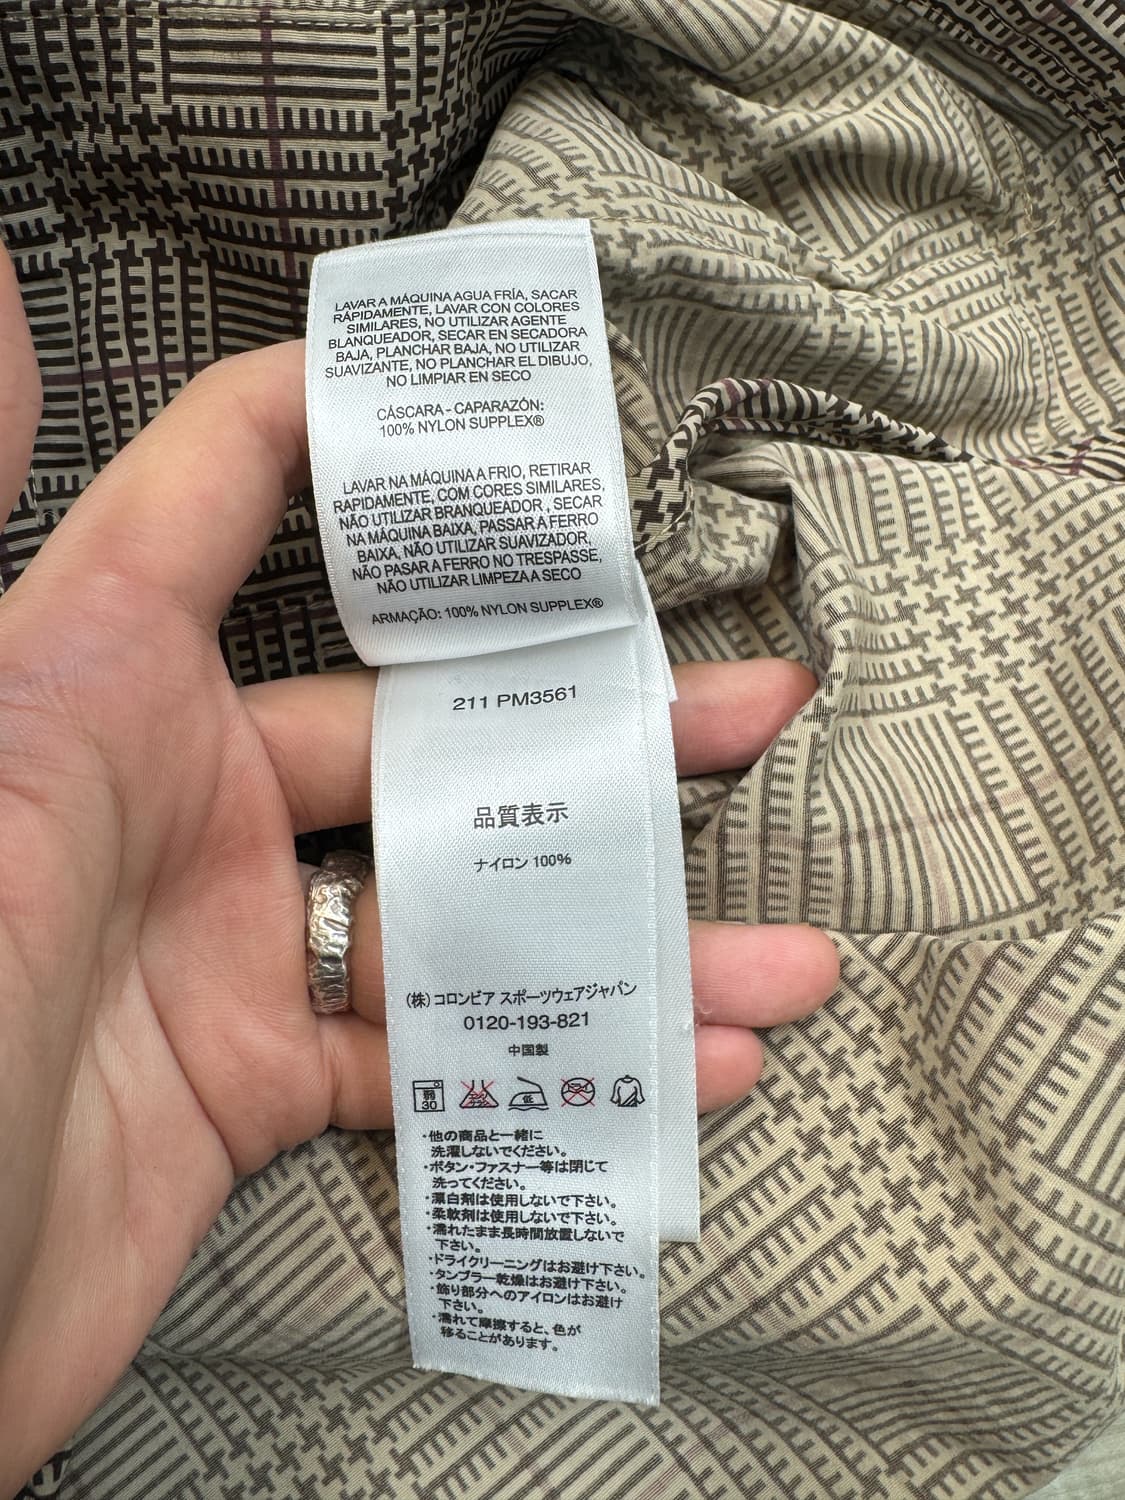 LAVAR A MÁQUINA AGUA FRÍA, SACAR
RÁPIDAMENTE, LAVAR CON COLORES
SIMILARES, NO UTILIZAR AGENTE
BLANQUEADOR, SECAR EN SECADORA
BAJA, PLANCHAR BAJA, NO UTILIZAR
SUAVIZANTE, NO PLANCHAR EL DIBUJO,
NO LIMPIAR EN SECO
CÁSCARA - CAPARAZÓN:
100% NYLON SUPPLEX®
LAVAR NA MÁQUINA A FRIO, RETIRAR
RAPIDAMENTE, COM CORES SIMILARES,
NÃO UTILIZAR BRANQUEADOR , SECAR
NA MÁQUINA BAIXA, PASSAR A FERRO
BAIXA, NÃO UTILIZAR SUAVIZADOR,
NÃO PASAR A FERRO NO TRESPASSE,
NÃO UTILIZAR LIMPEZA A SECO
ARMAÇÃO: 100% NYLON SUPPLEX®
211 PM3561
品質表示
ナイロン 100%
(株)コロンビア スポーツウェアジャパン
0120-193-821
中国製
弱 30 低
・他の商品と一緒に
洗濯しないでください。
・ボタン・ファスナー等は閉じて
洗ってください。
・漂白剤は使用しないで下さい。
・柔軟剤は使用しないで下さい。
・濡れたまま長時間放置しないで
下さい。
・ドライクリーニングはお避け下さい。
・タンブラー乾燥はお避け下さい。
・飾り部分へのアイロンはお避け
下さい。
・濡れて摩擦すると、色が
移ることがあります。